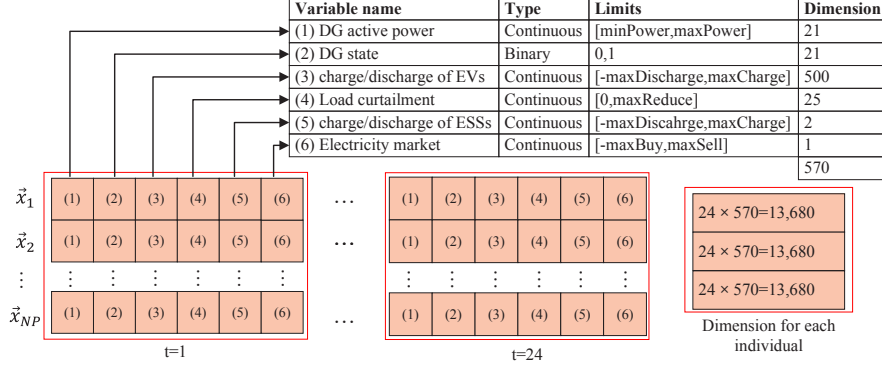 Variable name Type Limits Dimension
(1) DG active power Continuous [minPower,maxPower] 21
(2) DG state Binary 0,1 21
(3) charge/discharge of EVs Continuous [-maxDischarge,maxCharge] 500
(4) Load curtailment Continuous [0,maxReduce] 25
(5) charge/discharge of ESSs Continuous [-maxDiscahrge,maxCharge] 2
(6) Electricity market Continuous [-maxBuy,maxSell] 1
570
x⃗₁ (1) (2) (3) (4) (5) (6) ... (1) (2) (3) (4) (5) (6)
x⃗₂ (1) (2) (3) (4) (5) (6) ... (1) (2) (3) (4) (5) (6)
⋮ ⋮ ⋮ ⋮ ⋮ ⋮ ⋮ ... ⋮ ⋮ ⋮ ⋮ ⋮ ⋮
x⃗_NP (1) (2) (3) (4) (5) (6) ... (1) (2) (3) (4) (5) (6)
t=1 t=24
24 × 570=13,680
24 × 570=13,680
24 × 570=13,680
Dimension for each
individual